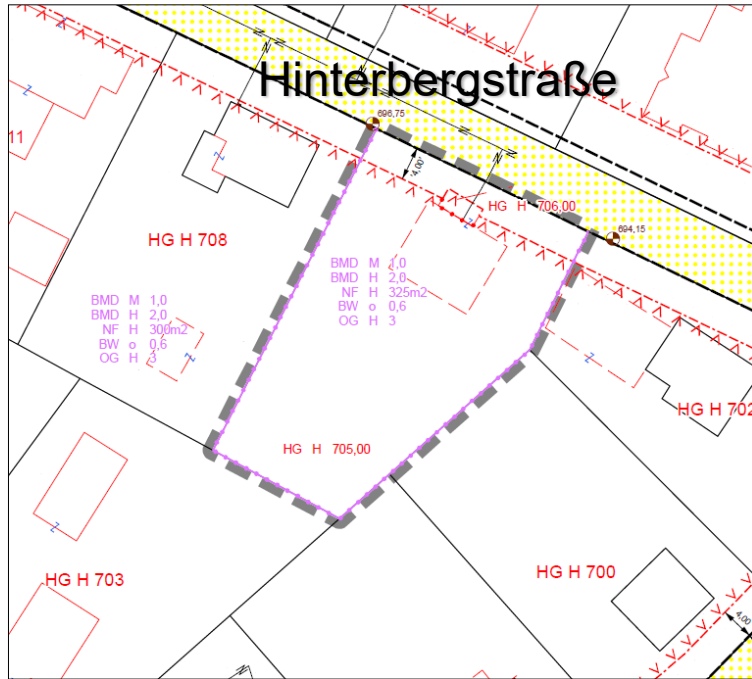 Hinterbergstraße
696,75
11
4,00
HG H 706,00
694,15
HG H 708
BMD M 1,0
BMD H 2,0
NF H 325m2
BW o 0,6
OG H 3
BMD M 1,0
BMD H 2,0
NF H 300m2
BW o 0,6
OG H 3
HG H 702
HG H 705,00
HG H 703
HG H 700
4,00